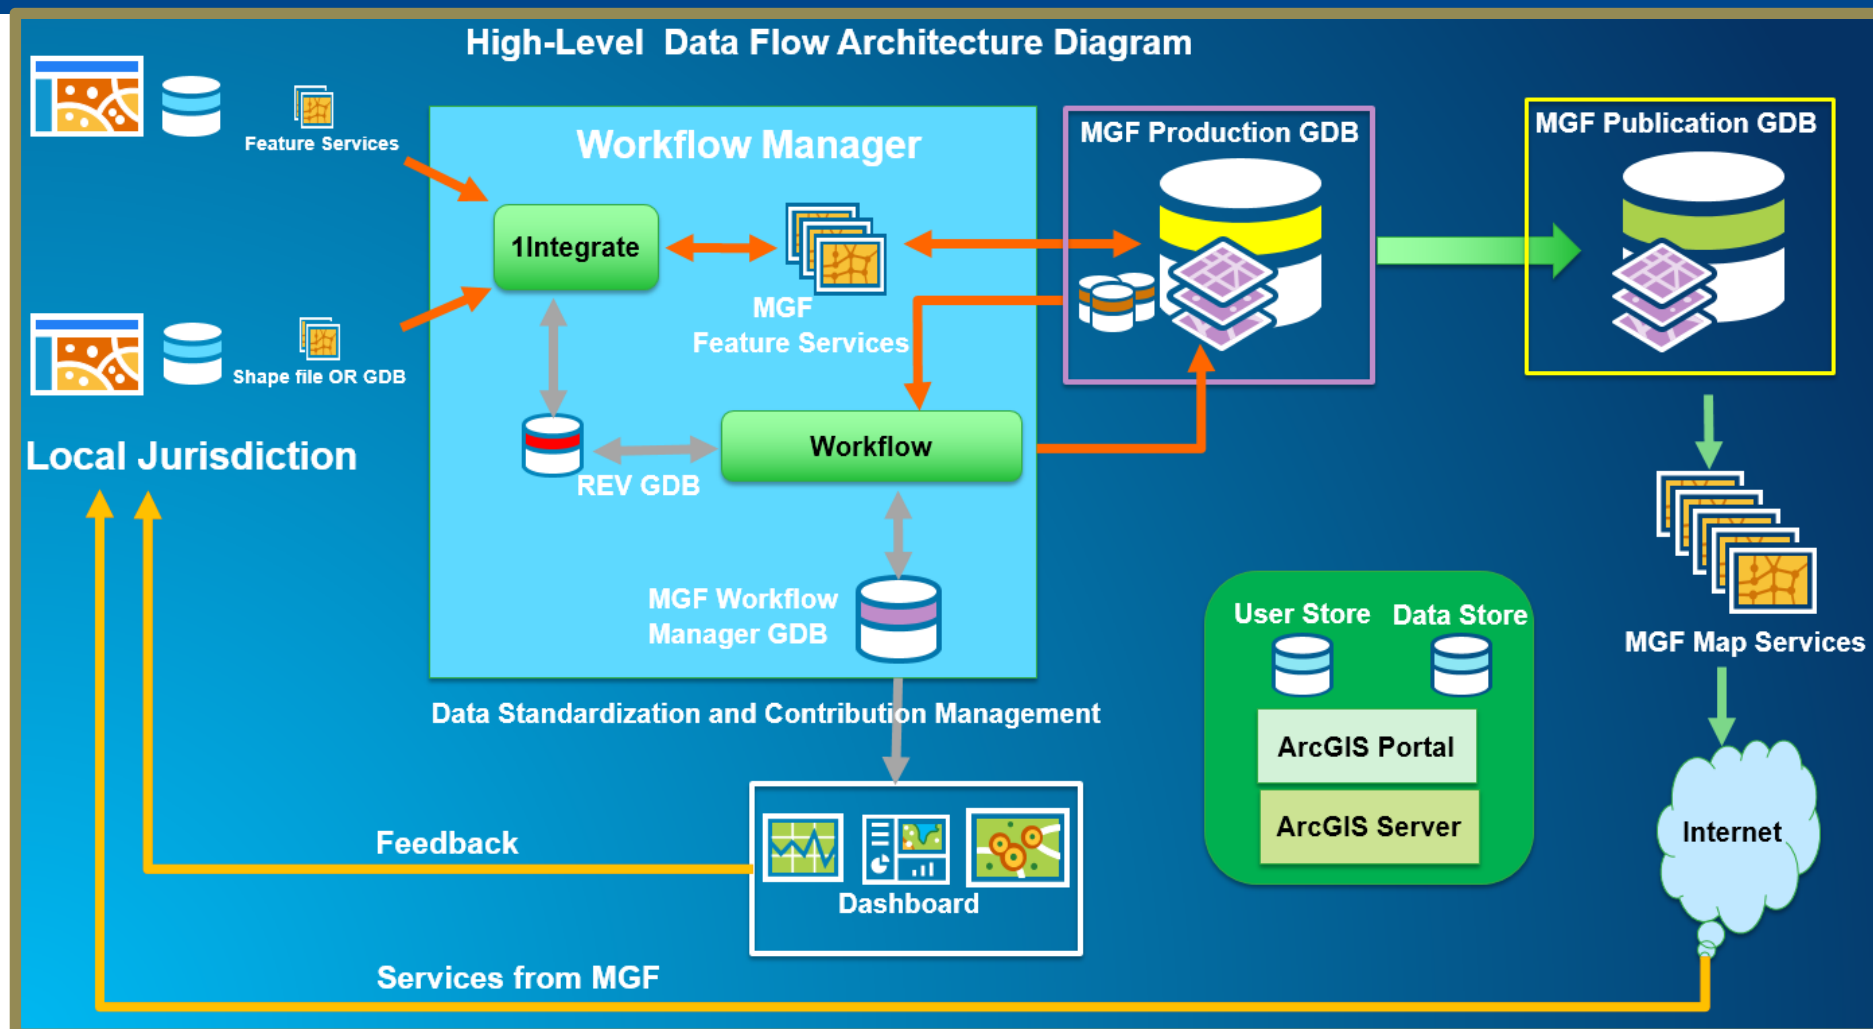 High-Level Data Flow Architecture Diagram
Feature Services
Shape file OR GDB
Local Jurisdiction
Workflow Manager
1Integrate
MGF
Feature Services
REV GDB
Workflow
MGF Workflow
Manager GDB
Data Standardization and Contribution Management
MGF Production GDB
MGF Publication GDB
MGF Map Services
User Store
Data Store
ArcGIS Portal
ArcGIS Server
Internet
Dashboard
Feedback
Services from MGF